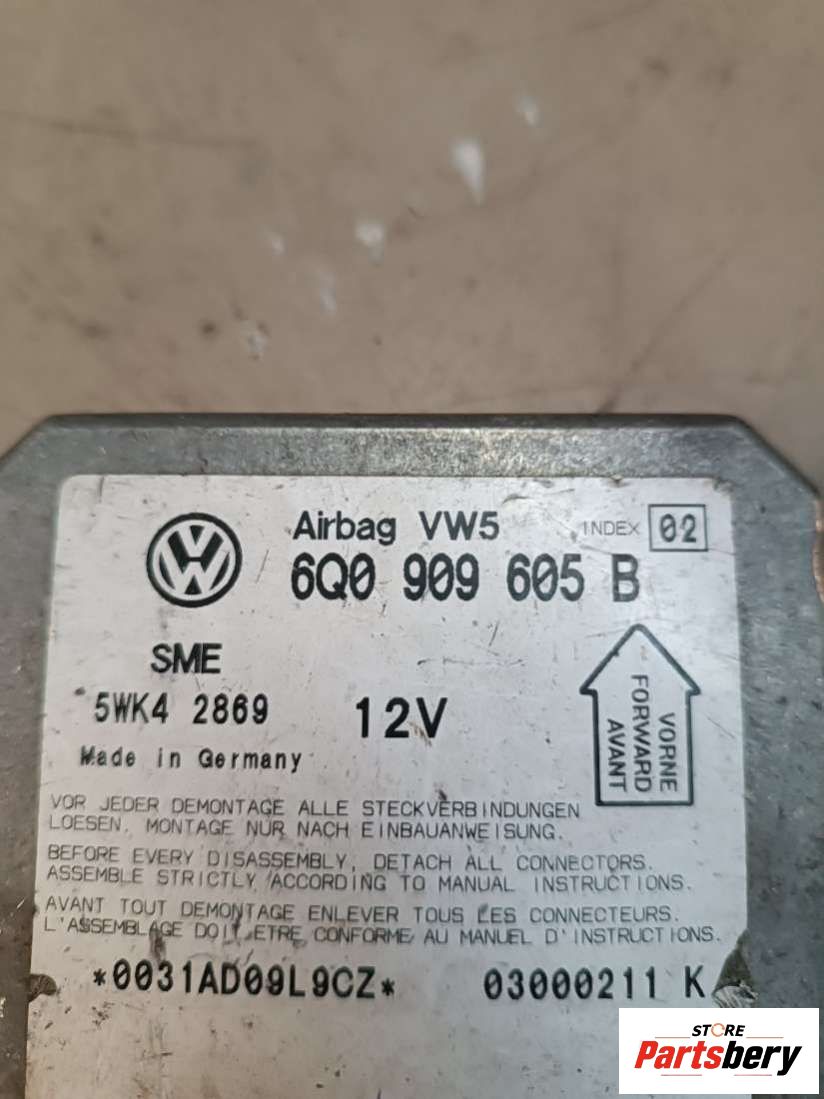 Airbag VW5 INDEX 02
6Q0 909 605 B
SME
5WK4 2869 12V
Made in Germany
VORNE
FORWARD
AVANT
VOR JEDER DEMONTAGE ALLE STECKVERBINDUNGEN
LOESEN, MONTAGE NUR NACH EINBAUANWEISUNG.
BEFORE EVERY DISASSEMBLY, DETACH ALL CONNECTORS.
ASSEMBLE STRICTLY ACCORDING TO MANUAL INSTRUCTIONS.
AVANT TOUT DEMONTAGE ENLEVER TOUS LES CONNECTEURS.
L'ASSEMBLAGE DOIT ETRE CONFORME AU MANUEL D'INSTRUCTIONS.
*0031AD09L9CZ* 03000211 K
STORE
Partsbery